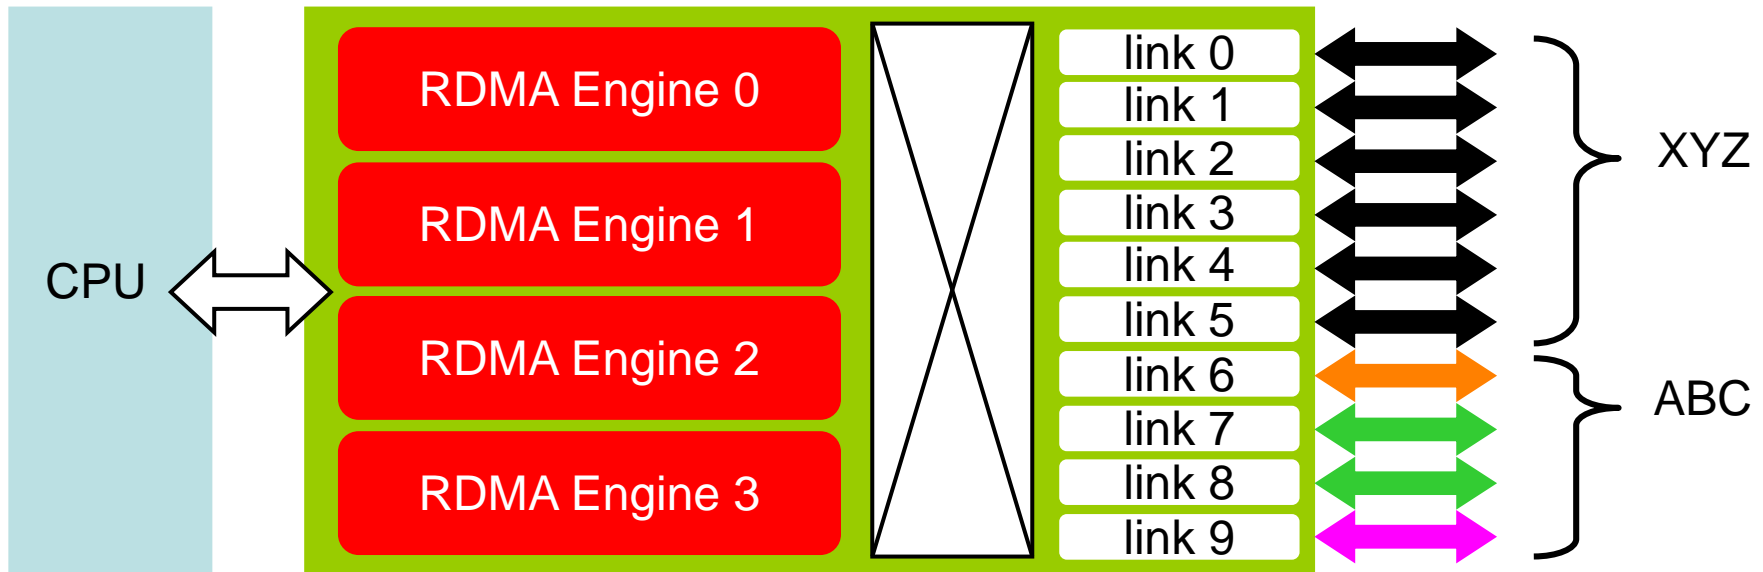 CPU
RDMA Engine 0
RDMA Engine 1
RDMA Engine 2
RDMA Engine 3
link 0
link 1
link 2
link 3
link 4
link 5
link 6
link 7
link 8
link 9
XYZ
ABC